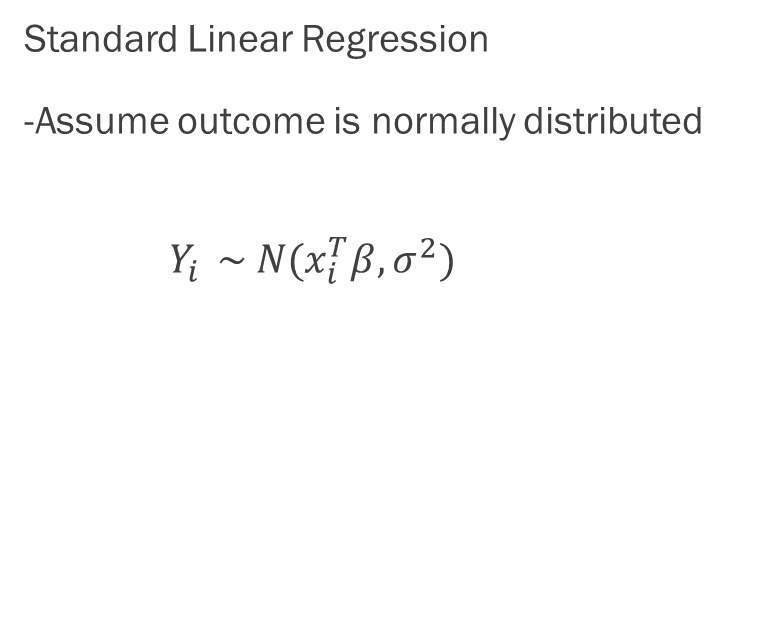 Standard Linear Regression
-Assume outcome is normally distributed
𝑌ᵢ ~ 𝑁(𝑥ᵢᵀ𝛽, 𝜎²)